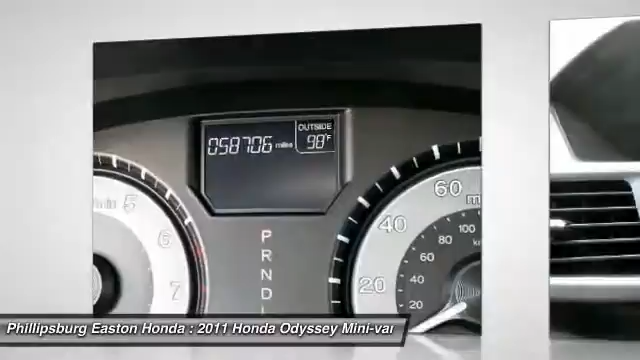 OUTSIDE
058706 miles 98°F
5
6
7
P
R
N
D
20
40
60
20
40
60
80
100
Phillipsburg Easton Honda : 2011 Honda Odyssey Mini-van